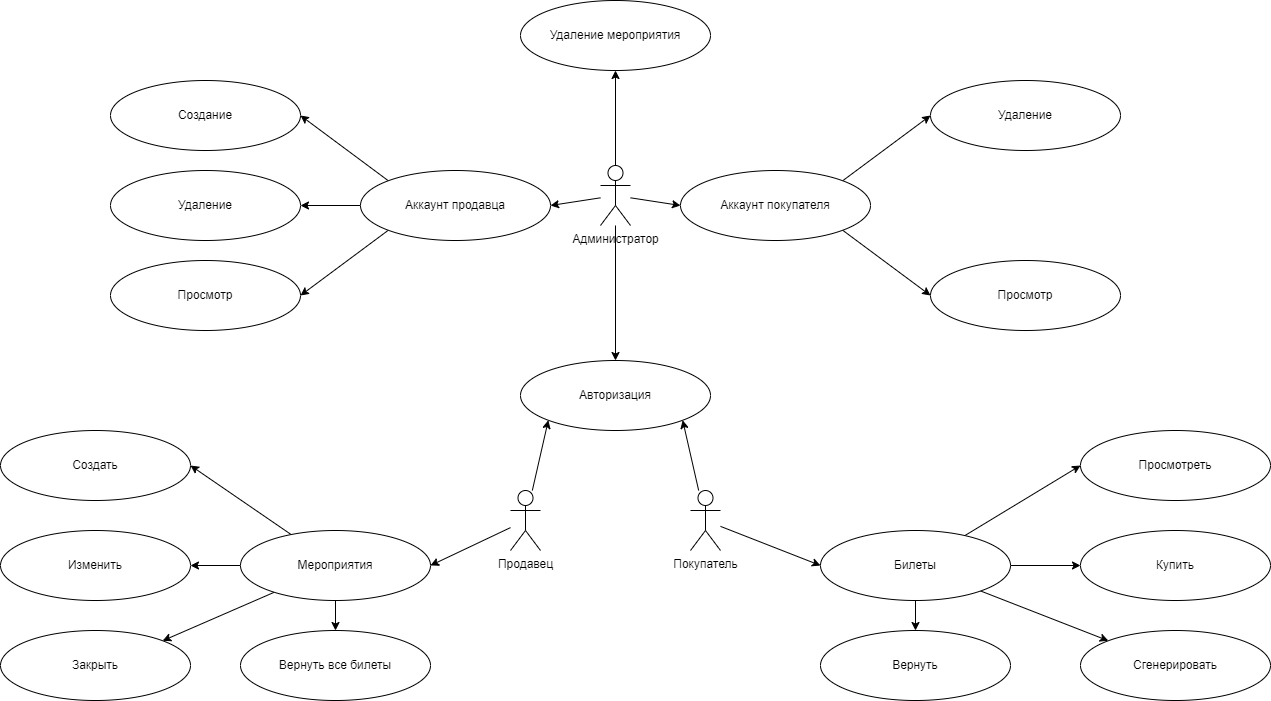 Удаление мероприятия
Создание
Удаление
Удаление
Аккаунт продавца
Аккаунт покупателя
Администратор
Просмотр
Просмотр
Авторизация
Создать
Просмотреть
Изменить
Мероприятия
Продавец
Покупатель
Билеты
Купить
Закрыть
Вернуть все билеты
Вернуть
Сгенерировать